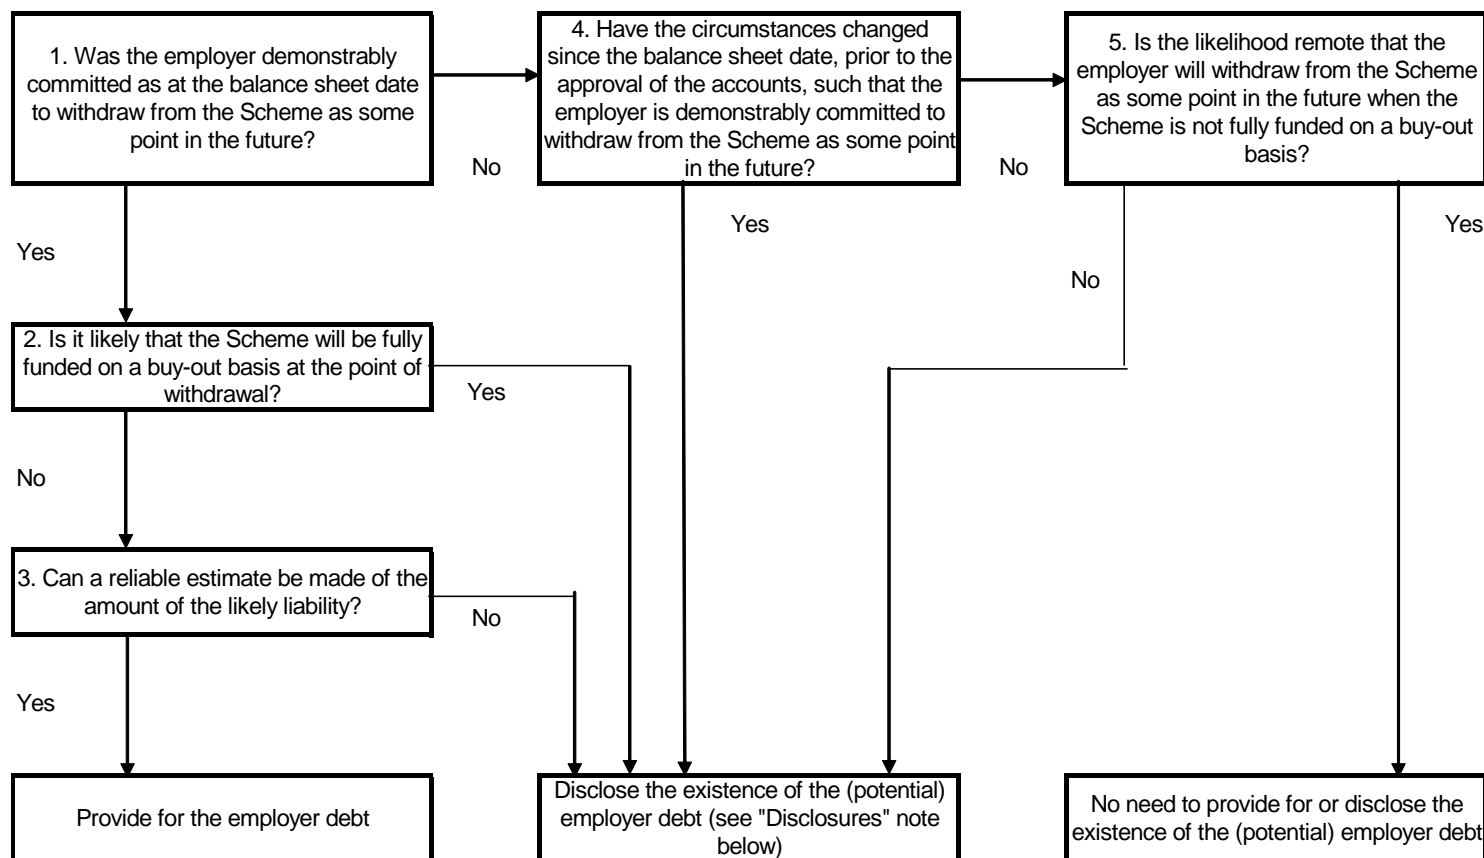 1. Was the employer demonstrably
committed as at the balance sheet date
to withdraw from the Scheme as some
point in the future?
No
4. Have the circumstances changed
since the balance sheet date, prior to the
approval of the accounts, such that the
employer is demonstrably committed to
withdraw from the Scheme as some point
in the future?
No
5. Is the likelihood remote that the
employer will withdraw from the Scheme
as some point in the future when the
Scheme is not fully funded on a buy-out
basis?
Yes
Yes
Yes
No
2. Is it likely that the Scheme will be fully
funded on a buy-out basis at the point of
withdrawal?
Yes
No
3. Can a reliable estimate be made of the
amount of the likely liability?
No
Yes
Provide for the employer debt
Disclose the existence of the (potential)
employer debt (see "Disclosures" note
below)
No need to provide for or disclose the
existence of the (potential) employer debt